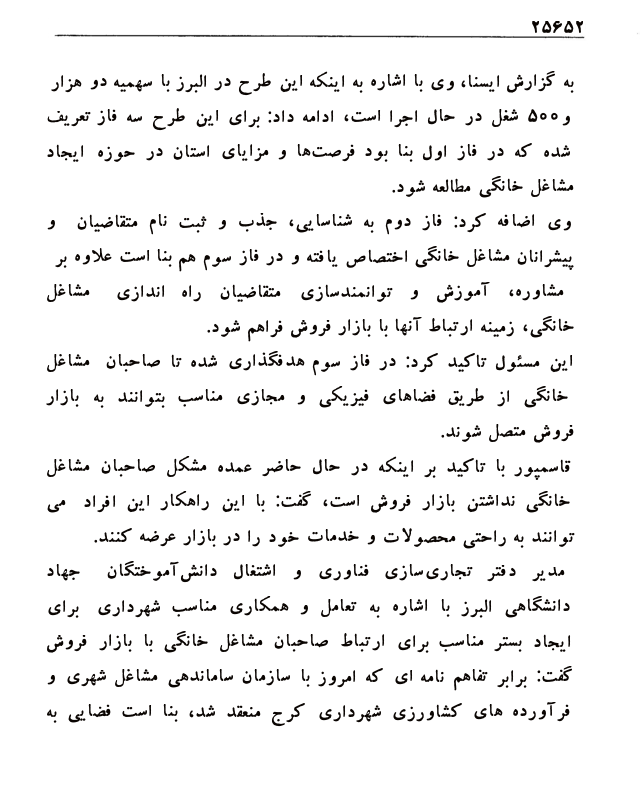 ۲۵۶۵۲
به گزارش ایسنا، وی با اشاره به اینکه این طرح در البرز با سهمیه دو هزار
و ۵۰۰ شغل در حال اجرا است، ادامه داد: برای این طرح سه فاز تعریف
شده که در فاز اول بنا بود فرصت‌ها و مزایای استان در حوزه ایجاد
مشاغل خانگی مطالعه شود.
وی اضافه کرد: فاز دوم به شناسایی، جذب و ثبت نام متقاضیان و
پیشرانان مشاغل خانگی اختصاص یافته و در فاز سوم هم بنا است علاوه بر
مشاوره، آموزش و توانمندسازی متقاضیان راه اندازی مشاغل
خانگی، زمینه ارتباط آنها با بازار فروش فراهم شود.
این مسئول تاکید کرد: در فاز سوم هدفگذاری شده تا صاحبان مشاغل
خانگی از طریق فضاهای فیزیکی و مجازی مناسب بتوانند به بازار
فروش متصل شوند.
قاسمپور با تاکید بر اینکه در حال حاضر عمده مشکل صاحبان مشاغل
خانگی نداشتن بازار فروش است، گفت: با این راهکار این افراد می
توانند به راحتی محصولات و خدمات خود را در بازار عرضه کنند.
مدیر دفتر تجاری‌سازی فناوری و اشتغال دانش‌آموختگان جهاد
دانشگاهی البرز با اشاره به تعامل و همکاری مناسب شهرداری برای
ایجاد بستر مناسب برای ارتباط صاحبان مشاغل خانگی با بازار فروش
گفت: برابر تفاهم نامه ای که امروز با سازمان ساماندهی مشاغل شهری و
فرآورده های کشاورزی شهرداری کرج منعقد شد، بنا است فضایی به